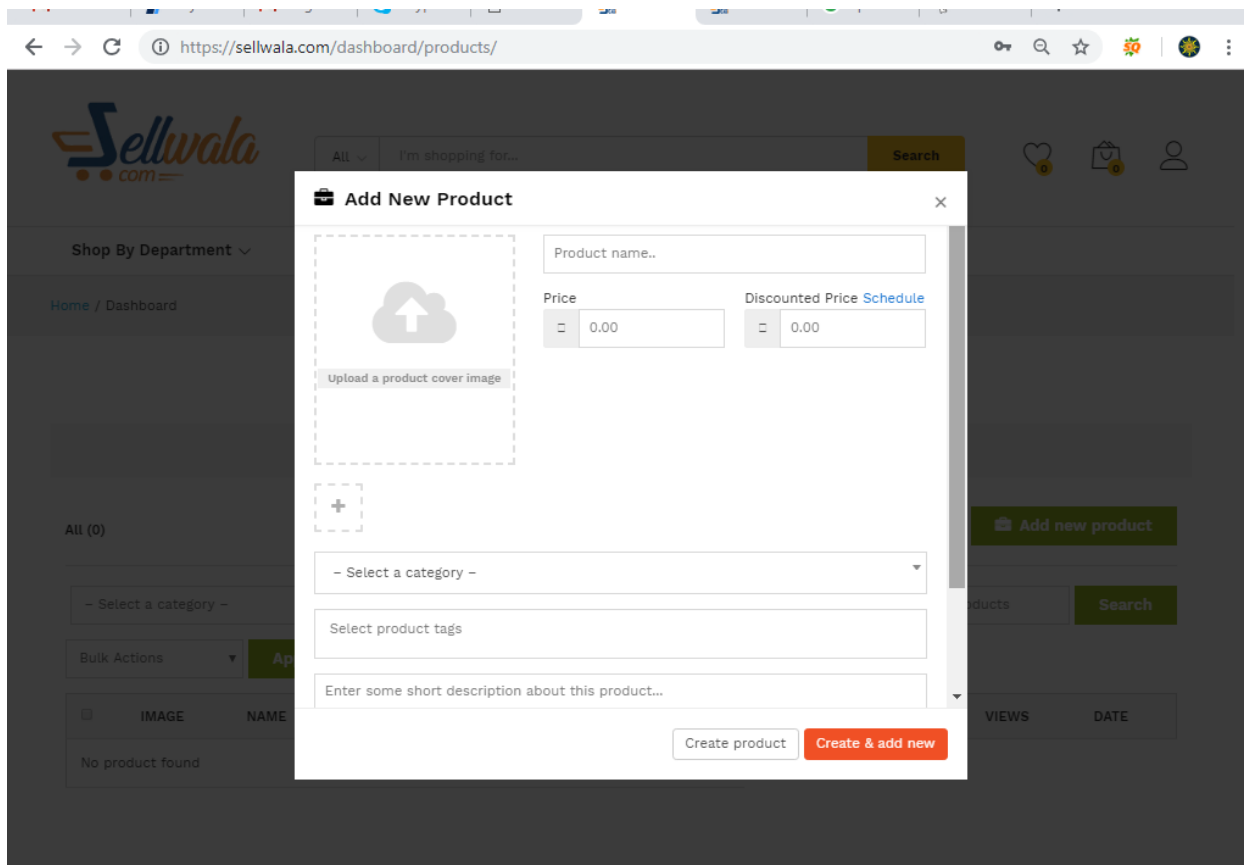 https://sellwala.com/dashboard/products/
Sellwala
com
All
I'm shopping for...
Search
0
0
Shop By Department
Home / Dashboard
Add New Product
×
Upload a product cover image
Product name..
Price
Discounted Price Schedule
0.00
0.00
+
– Select a category –
Select product tags
Enter some short description about this product...
Create product
Create & add new
All (0)
Add new product
– Select a category –
Search
Bulk Actions
IMAGE NAME VIEWS DATE
No product found